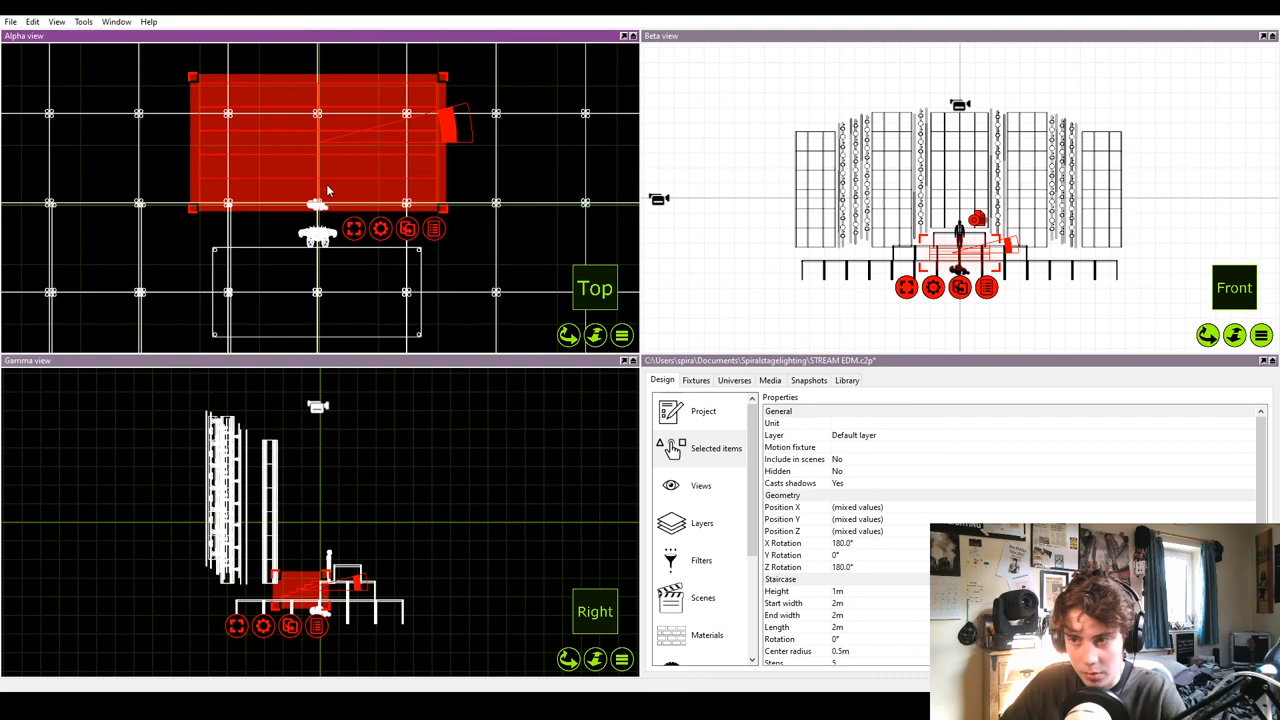 File Edit View Tools Window Help
Alpha view
Beta view
Top
Front
Gamma view
C:\Users\spira\Documents\Spiralstagelighting\STREAM EDM.c2p*
Design Fixtures Universes Media Snapshots Library
Project
Selected items
Views
Layers
Filters
Scenes
Materials
Properties
General
Unit
Layer Default layer
Motion fixture
Include in scenes No
Hidden No
Casts shadows Yes
Geometry
Position X (mixed values)
Position Y (mixed values)
Position Z (mixed values)
X Rotation 180.0°
Y Rotation 0°
Z Rotation 180.0°
Staircase
Height 1m
Start width 2m
End width 2m
Length 2m
Rotation 0°
Center radius 0.5m
Steps 5
Right